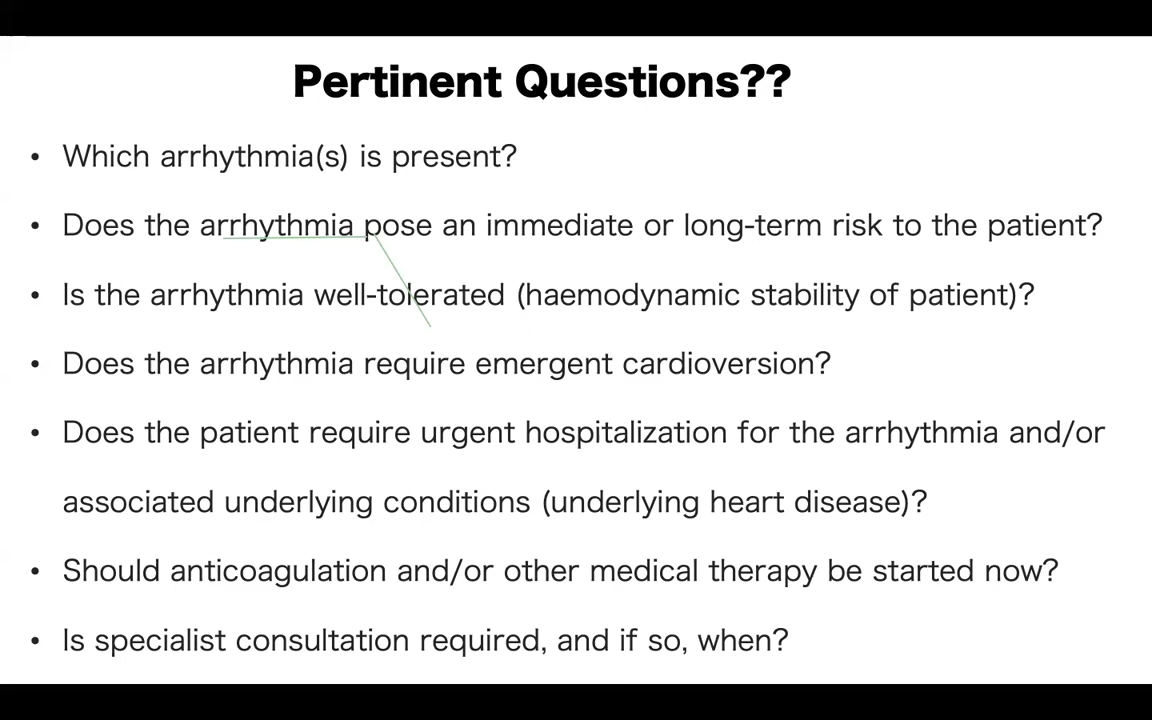 Pertinent Questions??
• Which arrhythmia(s) is present?
• Does the arrhythmia pose an immediate or long-term risk to the patient?
• Is the arrhythmia well-tolerated (haemodynamic stability of patient)?
• Does the arrhythmia require emergent cardioversion?
• Does the patient require urgent hospitalization for the arrhythmia and/or
associated underlying conditions (underlying heart disease)?
• Should anticoagulation and/or other medical therapy be started now?
• Is specialist consultation required, and if so, when?